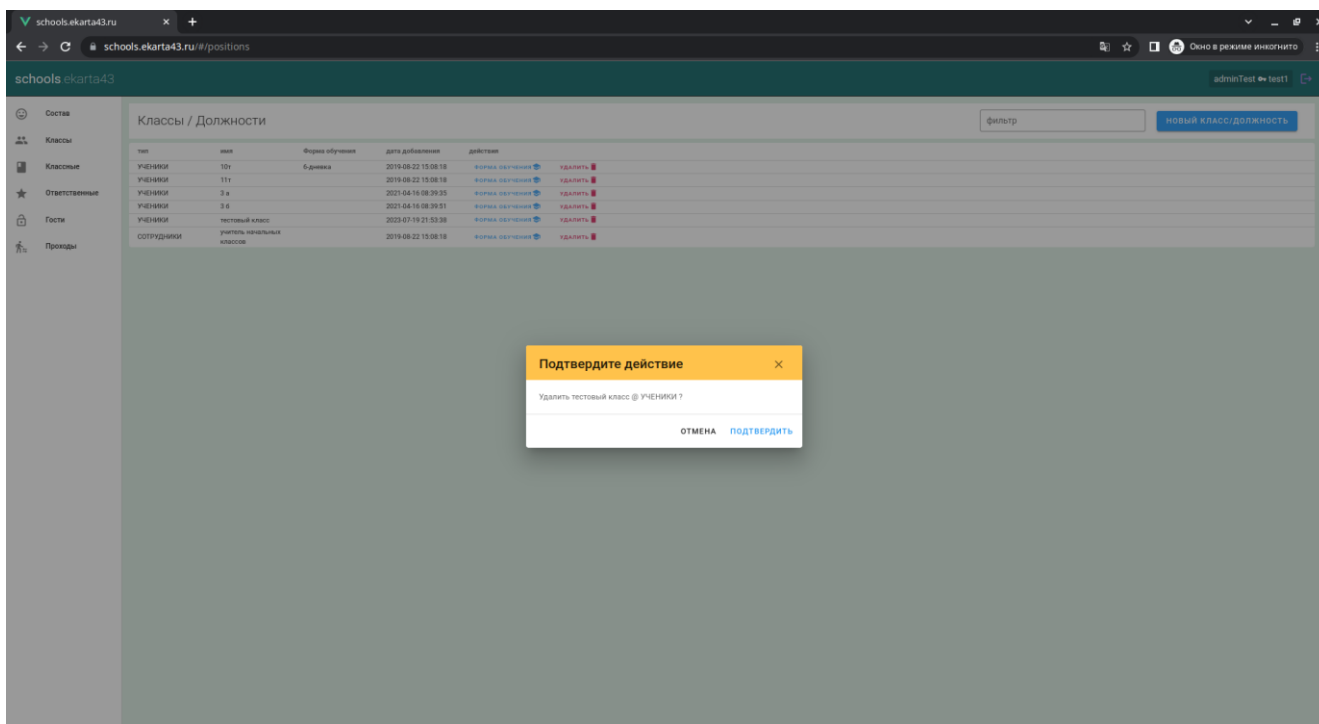 schools.ekarta43.ru
schools.ekarta43.ru/#/positions
Окно в режиме инкогнито
schools.ekarta43
adminTest test1
Состав
Классы
Классные
Ответственные
Гости
Проходы
Классы / Должности
фильтр
НОВЫЙ КЛАСС/ДОЛЖНОСТЬ
тип имя Форма обучения дата добавления действия
УЧЕНИКИ 10т 6-дневка 2019-08-22 15:08:18 ФОРМА ОБУЧЕНИЯ УДАЛИТЬ
УЧЕНИКИ 11т 2019-08-22 15:08:18 ФОРМА ОБУЧЕНИЯ УДАЛИТЬ
УЧЕНИКИ 3 а 2021-04-16 08:39:35 ФОРМА ОБУЧЕНИЯ УДАЛИТЬ
УЧЕНИКИ 3 б 2021-04-16 08:39:51 ФОРМА ОБУЧЕНИЯ УДАЛИТЬ
УЧЕНИКИ тестовый класс 2023-07-19 21:53:38 ФОРМА ОБУЧЕНИЯ УДАЛИТЬ
СОТРУДНИКИ учитель начальных классов 2019-08-22 15:08:18 ФОРМА ОБУЧЕНИЯ УДАЛИТЬ
Подтвердите действие
Удалить тестовый класс @ УЧЕНИКИ ?
ОТМЕНА ПОДТВЕРДИТЬ